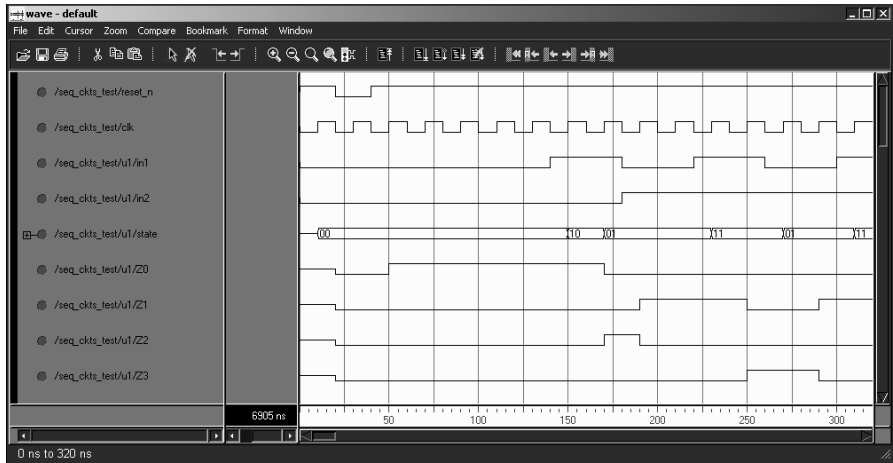 wave - default
File Edit Cursor Zoom Compare Bookmark Format Window
/seq_ckts_test/reset_n
/seq_ckts_test/clk
/seq_ckts_test/u1/in1
/seq_ckts_test/u1/in2
/seq_ckts_test/u1/state
00 10 01 11 01 11
/seq_ckts_test/u1/Z0
/seq_ckts_test/u1/Z1
/seq_ckts_test/u1/Z2
/seq_ckts_test/u1/Z3
6905 ns
50 100 150 200 250 300
0 ns to 320 ns